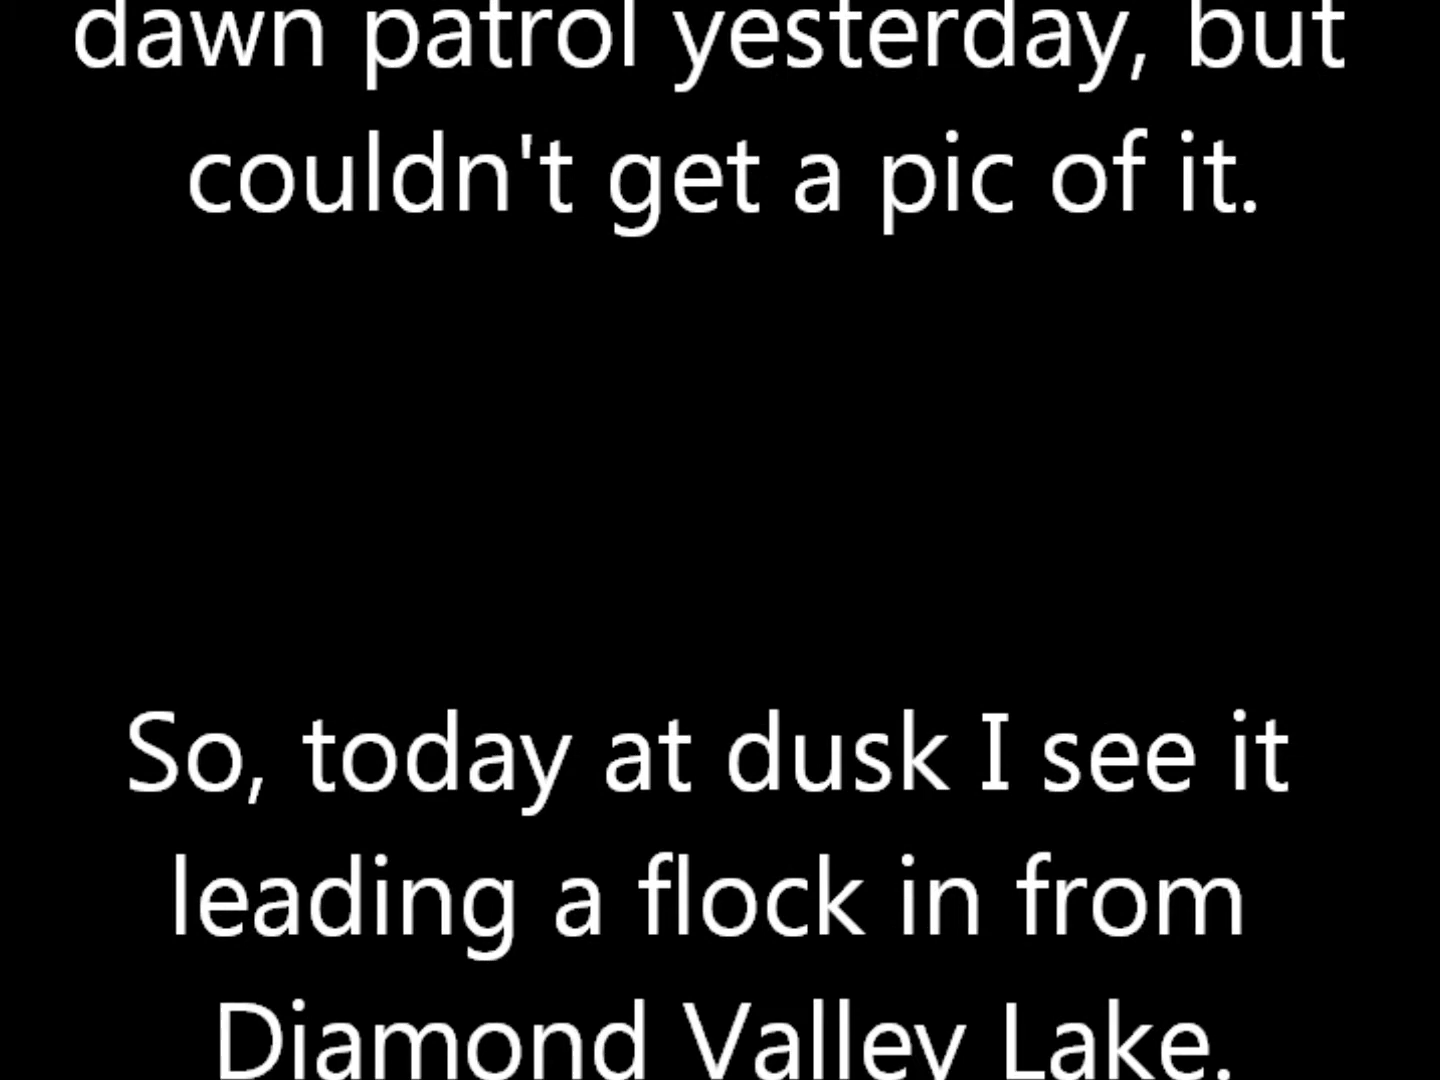 dawn patrol yesterday, but
couldn't get a pic of it.
So, today at dusk I see it
leading a flock in from
Diamond Valley Lake.